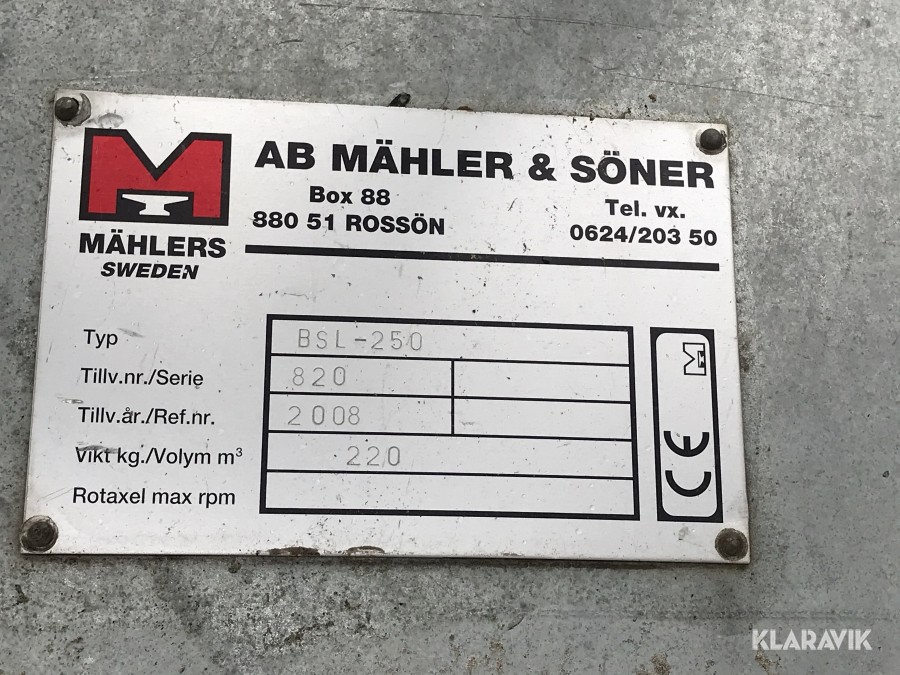 AB MÄHLER & SÖNER
Box 88
880 51 ROSSÖN
Tel. vx.
0624/203 50
MÄHLERS
SWEDEN
Typ BSL-250
Tillv.nr./Serie 820
Tillv.år./Ref.nr. 2008
Vikt kg./Volym m³ 220
Rotaxel max rpm
CE
KLARAVIK